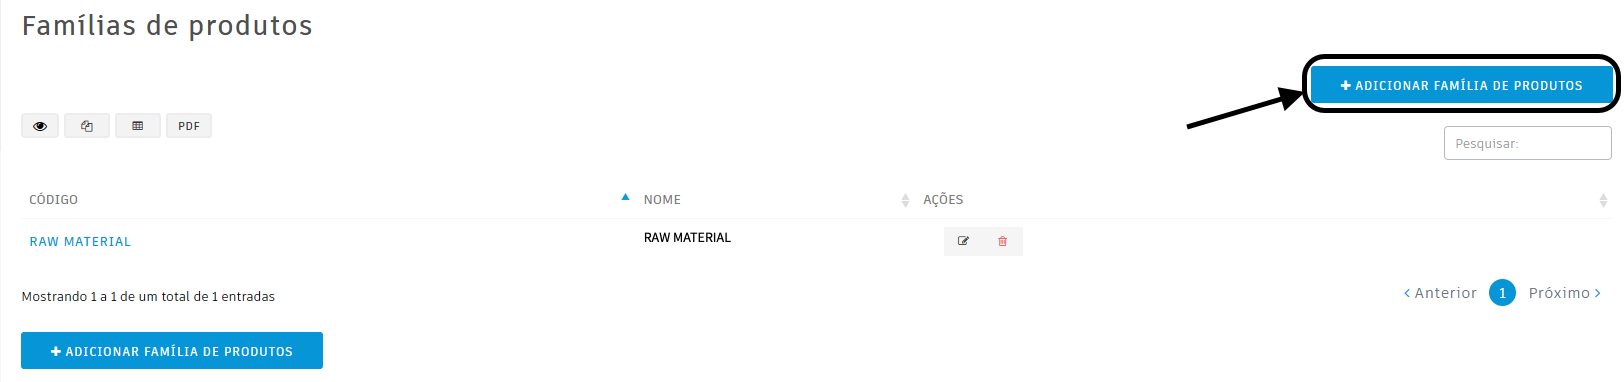 Famílias de produtos
ADICIONAR FAMÍLIA DE PRODUTOS
PDF
Pesquisar:
CÓDIGO NOME AÇÕES
RAW MATERIAL RAW MATERIAL
Mostrando 1 a 1 de um total de 1 entradas
Anterior 1 Próximo
ADICIONAR FAMÍLIA DE PRODUTOS